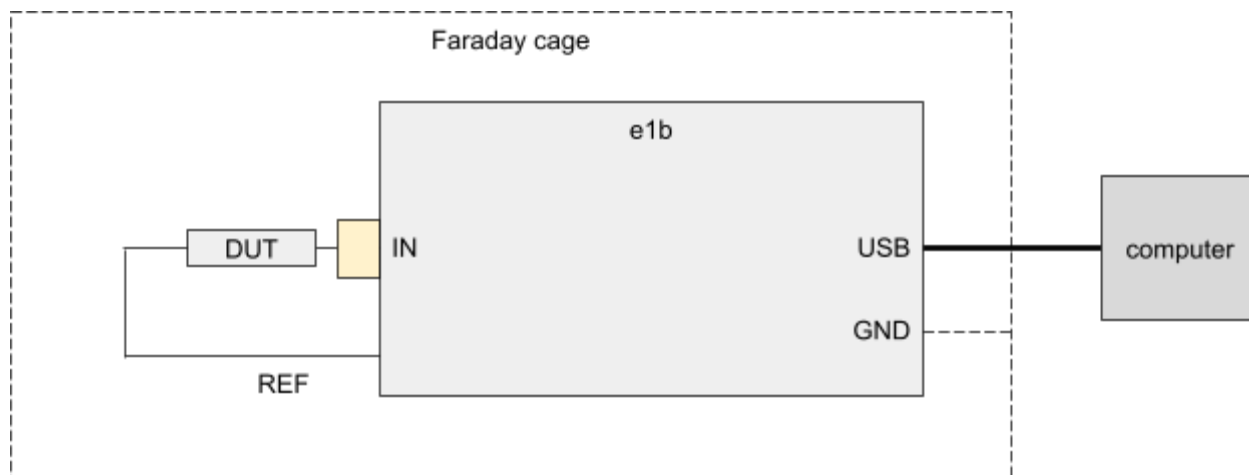 Faraday cage
e1b
DUT
IN
USB
computer
GND
REF